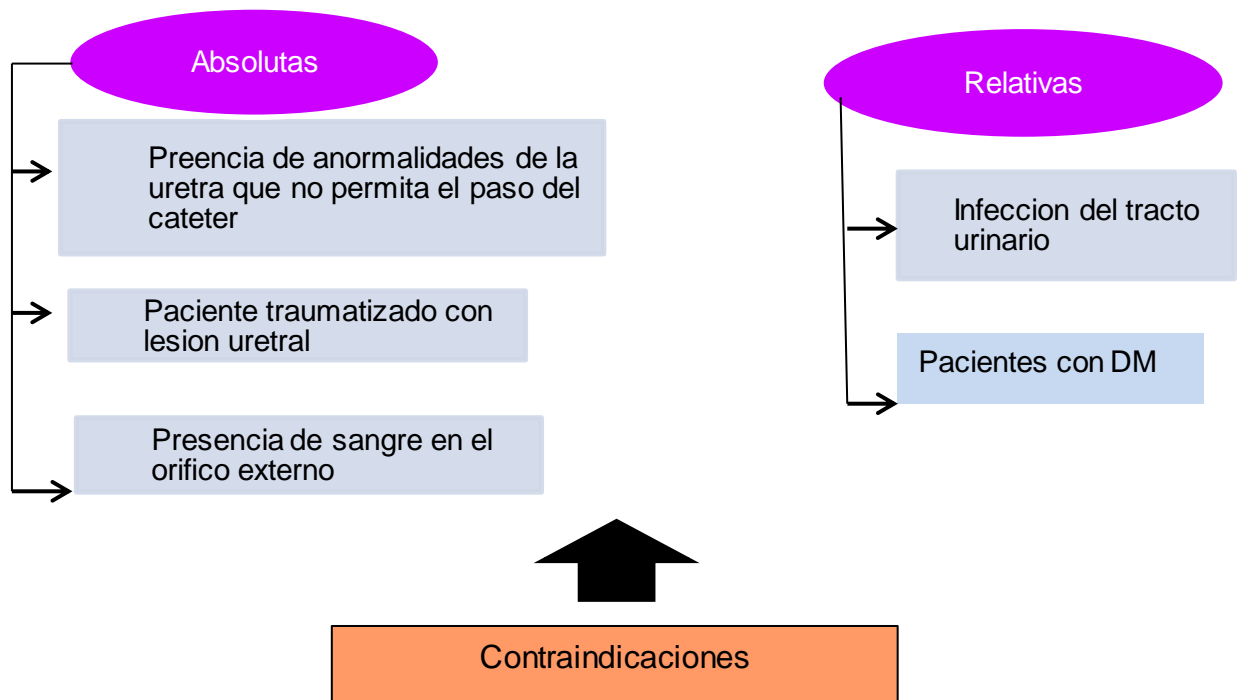 Absolutas
Preencia de anormalidades de la
uretra que no permita el paso del
cateter
Paciente traumatizado con
lesion uretral
Presencia de sangre en el
orifico externo
Relativas
Infeccion del tracto
urinario
Pacientes con DM
Contraindicaciones